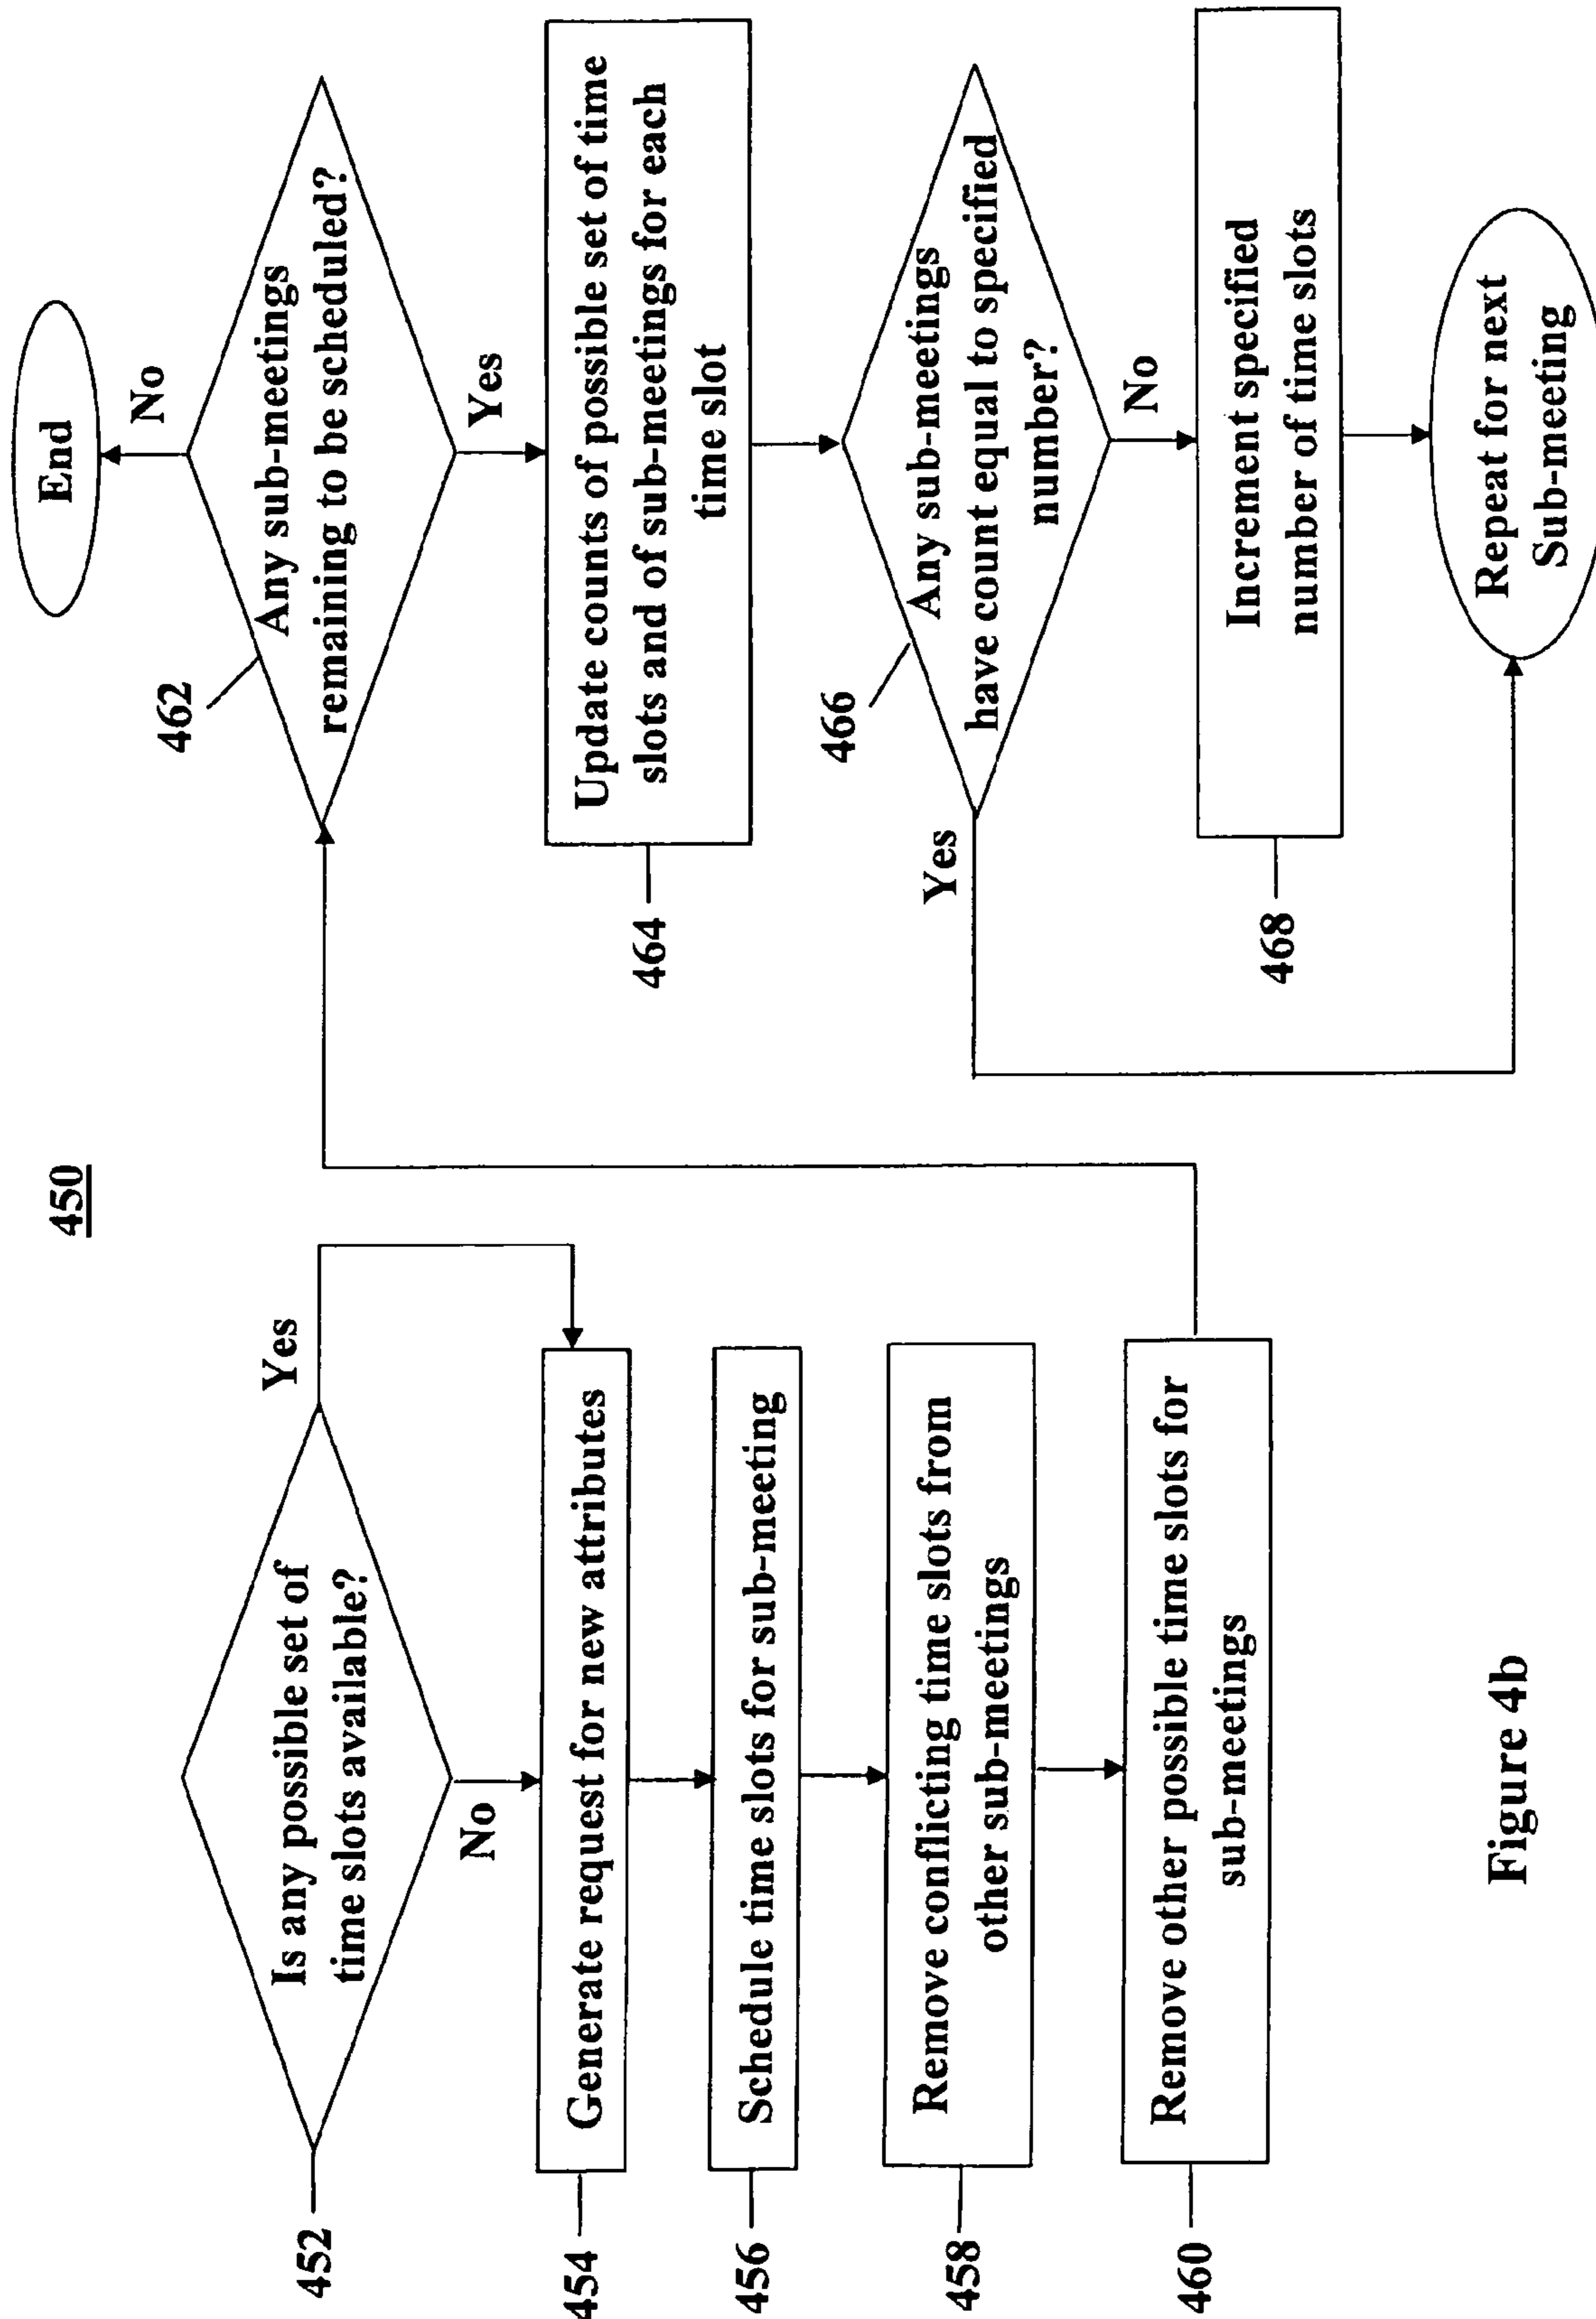 450
452
Is any possible set of
time slots available?
Yes
No
454
Generate request for new attributes
456
Schedule time slots for sub-meeting
458
Remove conflicting time slots from
other sub-meetings
460
Remove other possible time slots for
sub-meetings
End
No
462
Any sub-meetings
remaining to be scheduled?
Yes
464
Update counts of possible set of time
slots and of sub-meetings for each
time slot
466
Any sub-meetings
have count equal to specified
number?
Yes
No
468
Increment specified
number of time slots
Repeat for next
Sub-meeting
Figure 4b